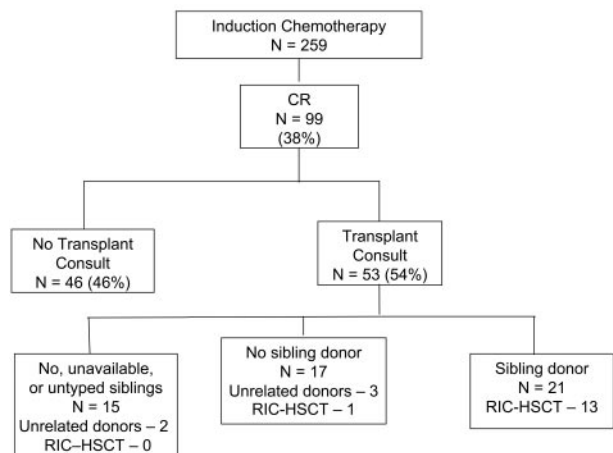 Induction Chemotherapy
N = 259
CR
N = 99
(38%)
No Transplant
Consult
N = 46 (46%)
Transplant
Consult
N = 53 (54%)
No, unavailable,
or untyped siblings
N = 15
Unrelated donors – 2
RIC–HSCT – 0
No sibling donor
N = 17
Unrelated donors – 3
RIC-HSCT – 1
Sibling donor
N = 21
RIC-HSCT – 13